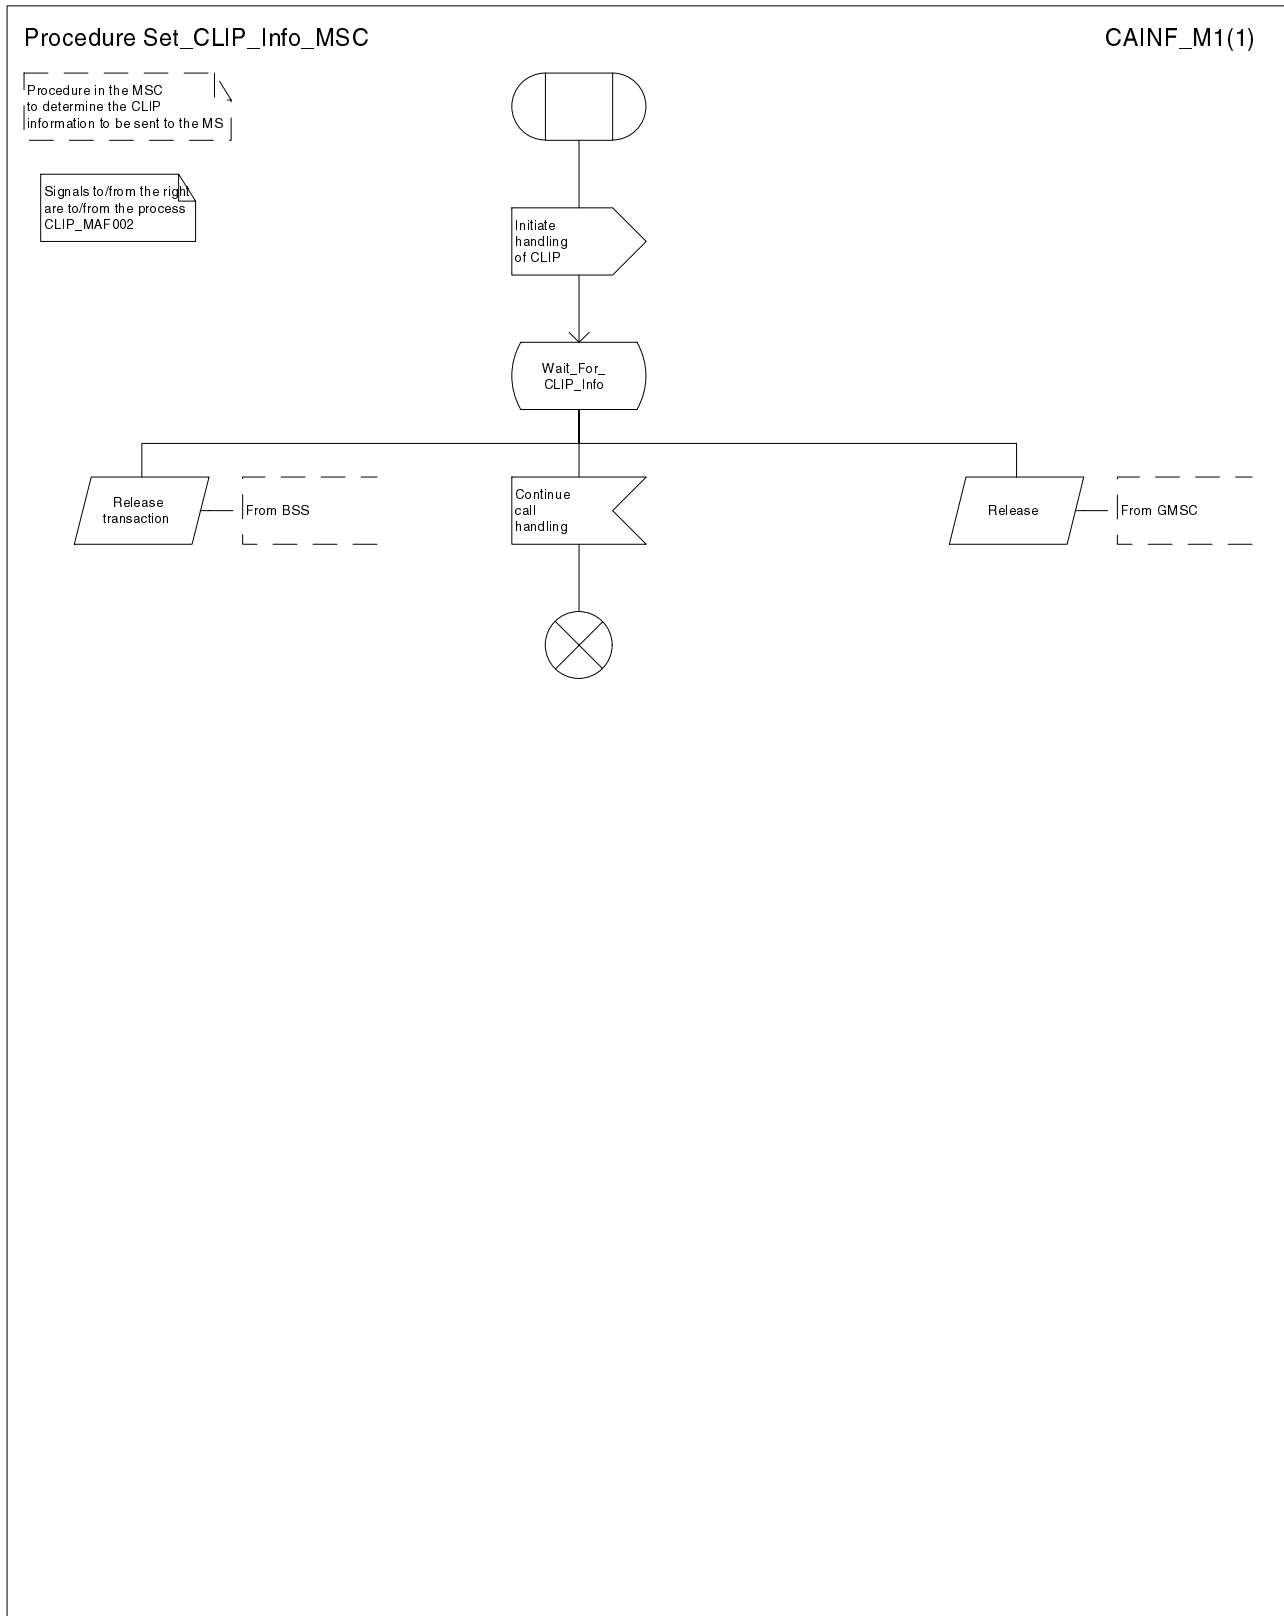 Procedure Set_CLIP_Info_MSC
CAINF_M1(1)
Procedure in the MSC
to determine the CLIP
information to be sent to the MS
Signals to/from the right
are to/from the process
CLIP_MAF002
Initiate
handling
of CLIP
Wait_For_
CLIP_Info
Release
transaction
From BSS
Continue
call
handling
Release
From GMSC